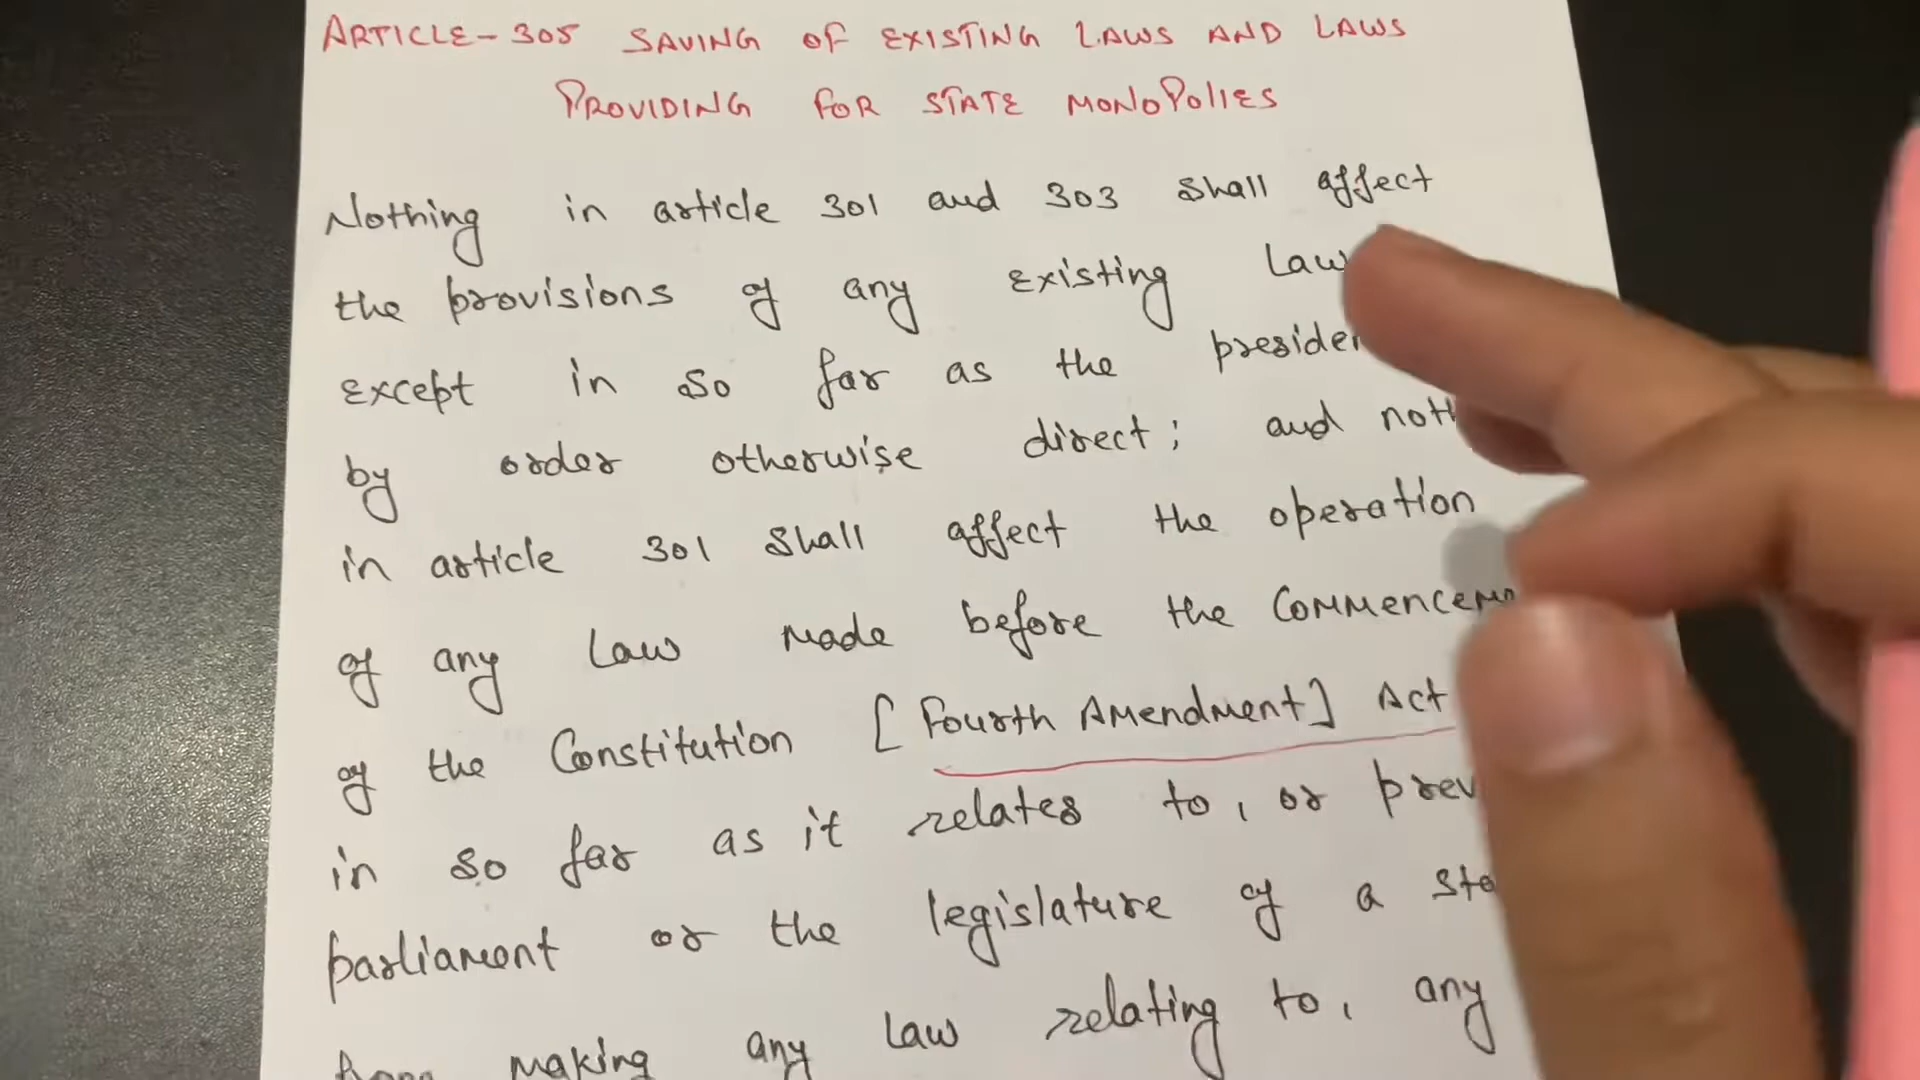 ARTICLE-305 SAVING OF EXISTING LAWS AND LAWS
PROVIDING FOR STATE MONOPOLIES
Nothing in article 301 and 303 shall affect
the provisions of any existing Law
except in so far as the
by order otherwise direct; and
in article 301 shall affect the operation
of any law made before the
of the Constitution [Fourth Amendment] Act
in so far as it relates to, or
parliament or the legislature of a
making any law relating to, any